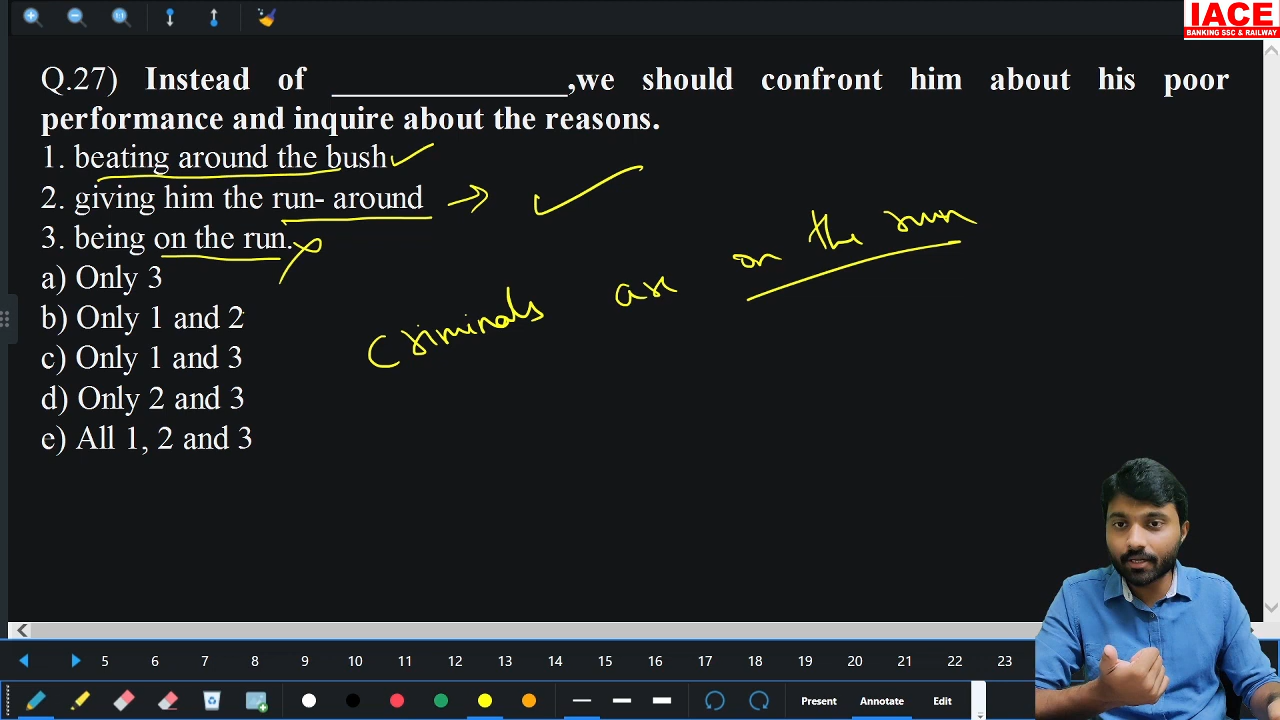 IACE
BANKING SSC & RAILWAY
Q.27) Instead of ______________,we should confront him about his poor
performance and inquire about the reasons.
1. beating around the bush
2. giving him the run- around
3. being on the run.
a) Only 3
b) Only 1 and 2
c) Only 1 and 3
d) Only 2 and 3
e) All 1, 2 and 3
Criminals are on the run
5 6 7 8 9 10 11 12 13 14 15 16 17 18 19 20 21 22 23
Present Annotate Edit